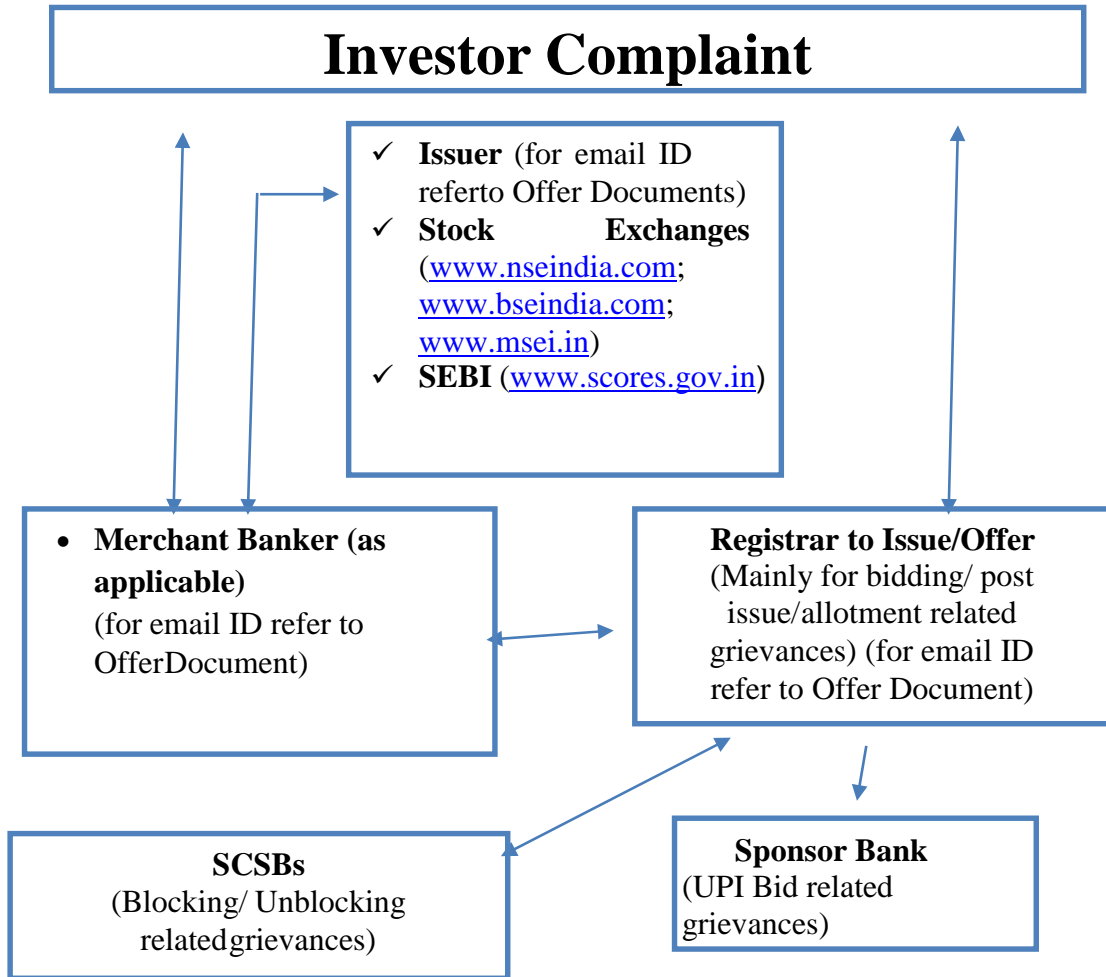 Investor Complaint
✓ Issuer (for email ID
referto Offer Documents)
✓ Stock Exchanges
(www.nseindia.com;
www.bseindia.com;
www.msei.in)
✓ SEBI (www.scores.gov.in)
• Merchant Banker (as
applicable)
(for email ID refer to
OfferDocument)
Registrar to Issue/Offer
(Mainly for bidding/ post
issue/allotment related
grievances) (for email ID
refer to Offer Document)
SCSBs
(Blocking/ Unblocking
relatedgrievances)
Sponsor Bank
(UPI Bid related
grievances)